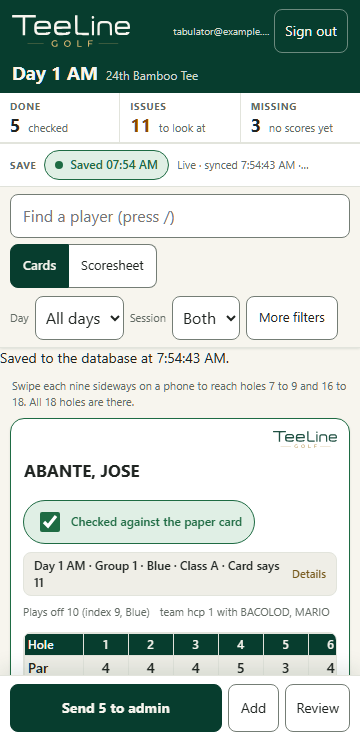 TEELINE
GOLF
tabulator@example....
Sign out
Day 1 AM 24th Bamboo Tee
DONE
5 checked
ISSUES
11 to look at
MISSING
3 no scores yet
SAVE
Saved 07:54 AM
Live · synced 7:54:43 AM ·...
Find a player (press /)
Cards
Scoresheet
Day
All days
Session
Both
More filters
Saved to the database at 7:54:43 AM.
Swipe each nine sideways on a phone to reach holes 7 to 9 and 16 to
18. All 18 holes are there.
TEELINE
GOLF
ABANTE, JOSE
Checked against the paper card
Day 1 AM · Group 1 · Blue · Class A · Card says
11
Details
Plays off 10 (index 9, Blue) team hcp 1 with BACOLOD, MARIO
Hole 1 2 3 4 5 6
Par 4 4 4 5 3 4
Send 5 to admin
Add
Review